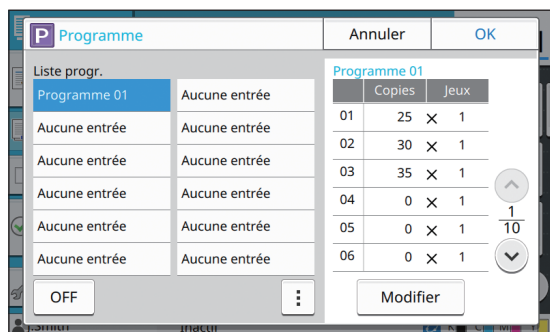 P Programme Annuler OK
Liste progr. Programme 01
Programme 01 Aucune entrée
Aucune entrée Aucune entrée
Aucune entrée Aucune entrée
Aucune entrée Aucune entrée
Aucune entrée Aucune entrée
Aucune entrée Aucune entrée
Copies Jeux
01 25 × 1
02 30 × 1
03 35 × 1
04 0 × 1
05 0 × 1
06 0 × 1
1
10
OFF Modifier
J.Smith Inactif